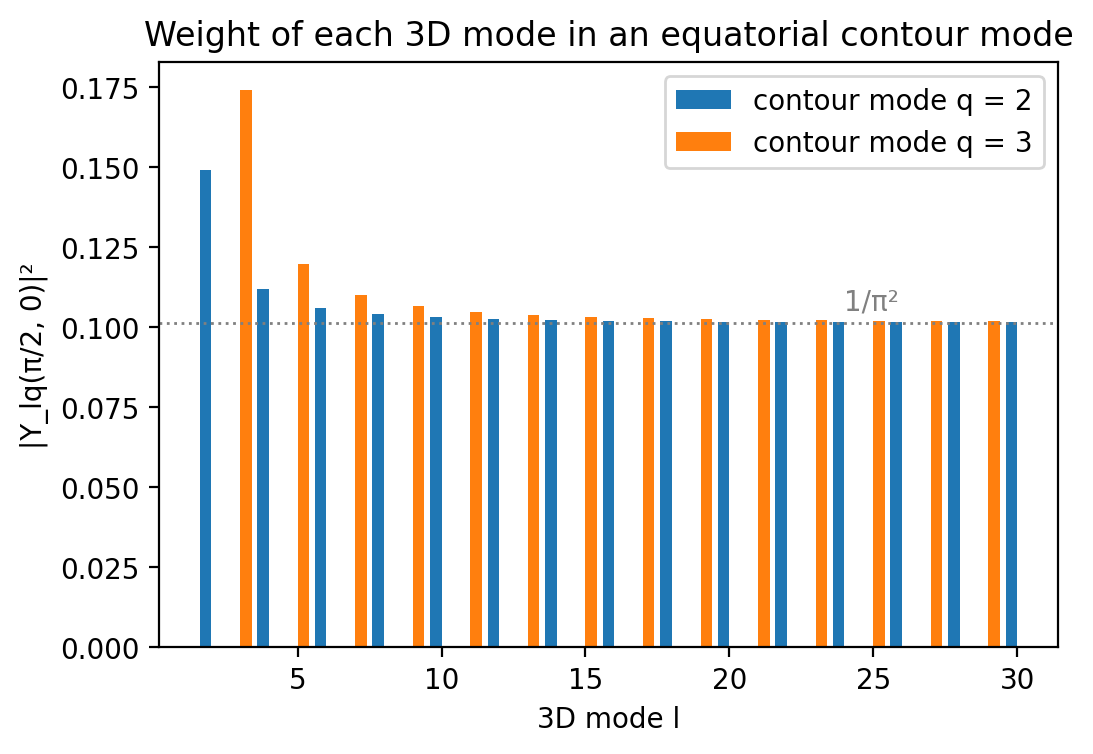 Weight of each 3D mode in an equatorial contour mode
contour mode q = 2
contour mode q = 3
1/π²
|Y_lq(π/2, 0)|²
0.175
0.150
0.125
0.100
0.075
0.050
0.025
0.000
5
10
15
20
25
30
3D mode l